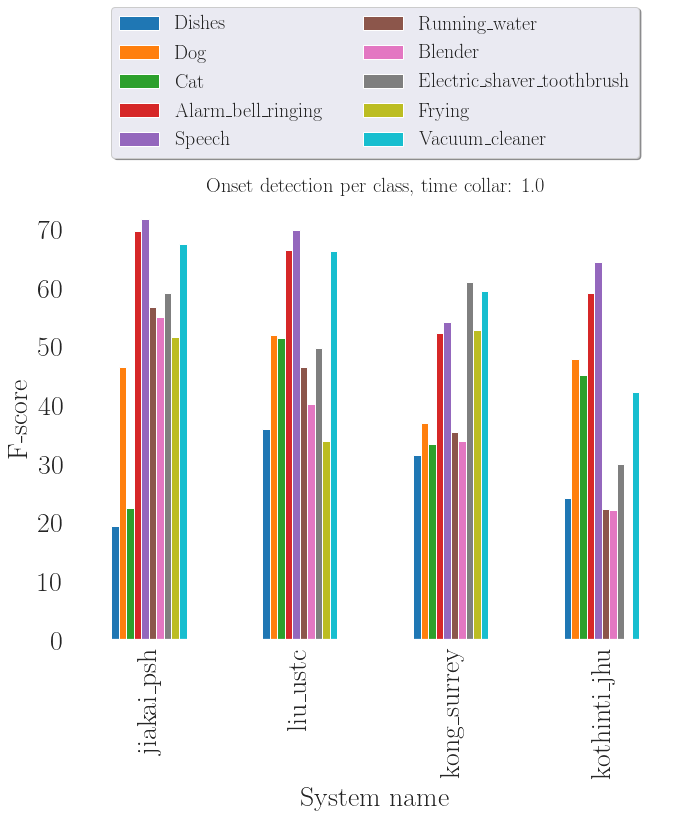 Dishes
Dog
Cat
Alarm_bell_ringing
Speech
Running_water
Blender
Electric_shaver_toothbrush
Frying
Vacuum_cleaner
Onset detection per class, time collar: 1.0
70
60
50
40
30
20
10
0
F-score
jiakai_psh
liu_ustc
kong_surrey
kothinti_jhu
System name